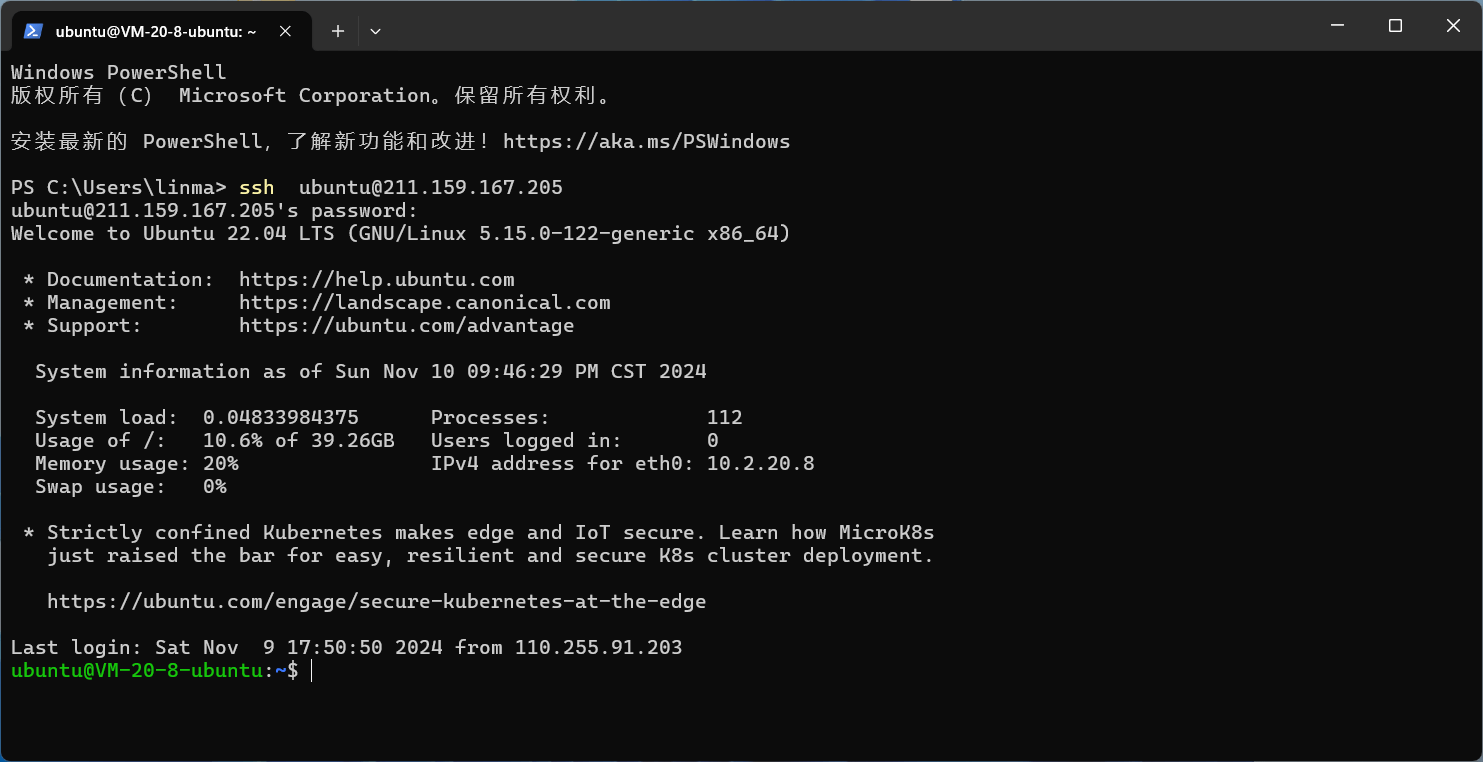 ubuntu@VM-20-8-ubuntu: ~
Windows PowerShell
版权所有 (C) Microsoft Corporation。保留所有权利。
安装最新的 PowerShell，了解新功能和改进！https://aka.ms/PSWindows
PS C:\Users\linma> ssh  ubuntu@211.159.167.205
ubuntu@211.159.167.205's password:
Welcome to Ubuntu 22.04 LTS (GNU/Linux 5.15.0-122-generic x86_64)
 * Documentation:  https://help.ubuntu.com
 * Management:     https://landscape.canonical.com
 * Support:        https://ubuntu.com/advantage
  System information as of Sun Nov 10 09:46:29 PM CST 2024
  System load:  0.04833984375      Processes:             112
  Usage of /:   10.6% of 39.26GB   Users logged in:       0
  Memory usage: 20%                IPv4 address for eth0: 10.2.20.8
  Swap usage:   0%
 * Strictly confined Kubernetes makes edge and IoT secure. Learn how MicroK8s
   just raised the bar for easy, resilient and secure K8s cluster deployment.
   https://ubuntu.com/engage/secure-kubernetes-at-the-edge
Last login: Sat Nov  9 17:50:50 2024 from 110.255.91.203
ubuntu@VM-20-8-ubuntu:~$